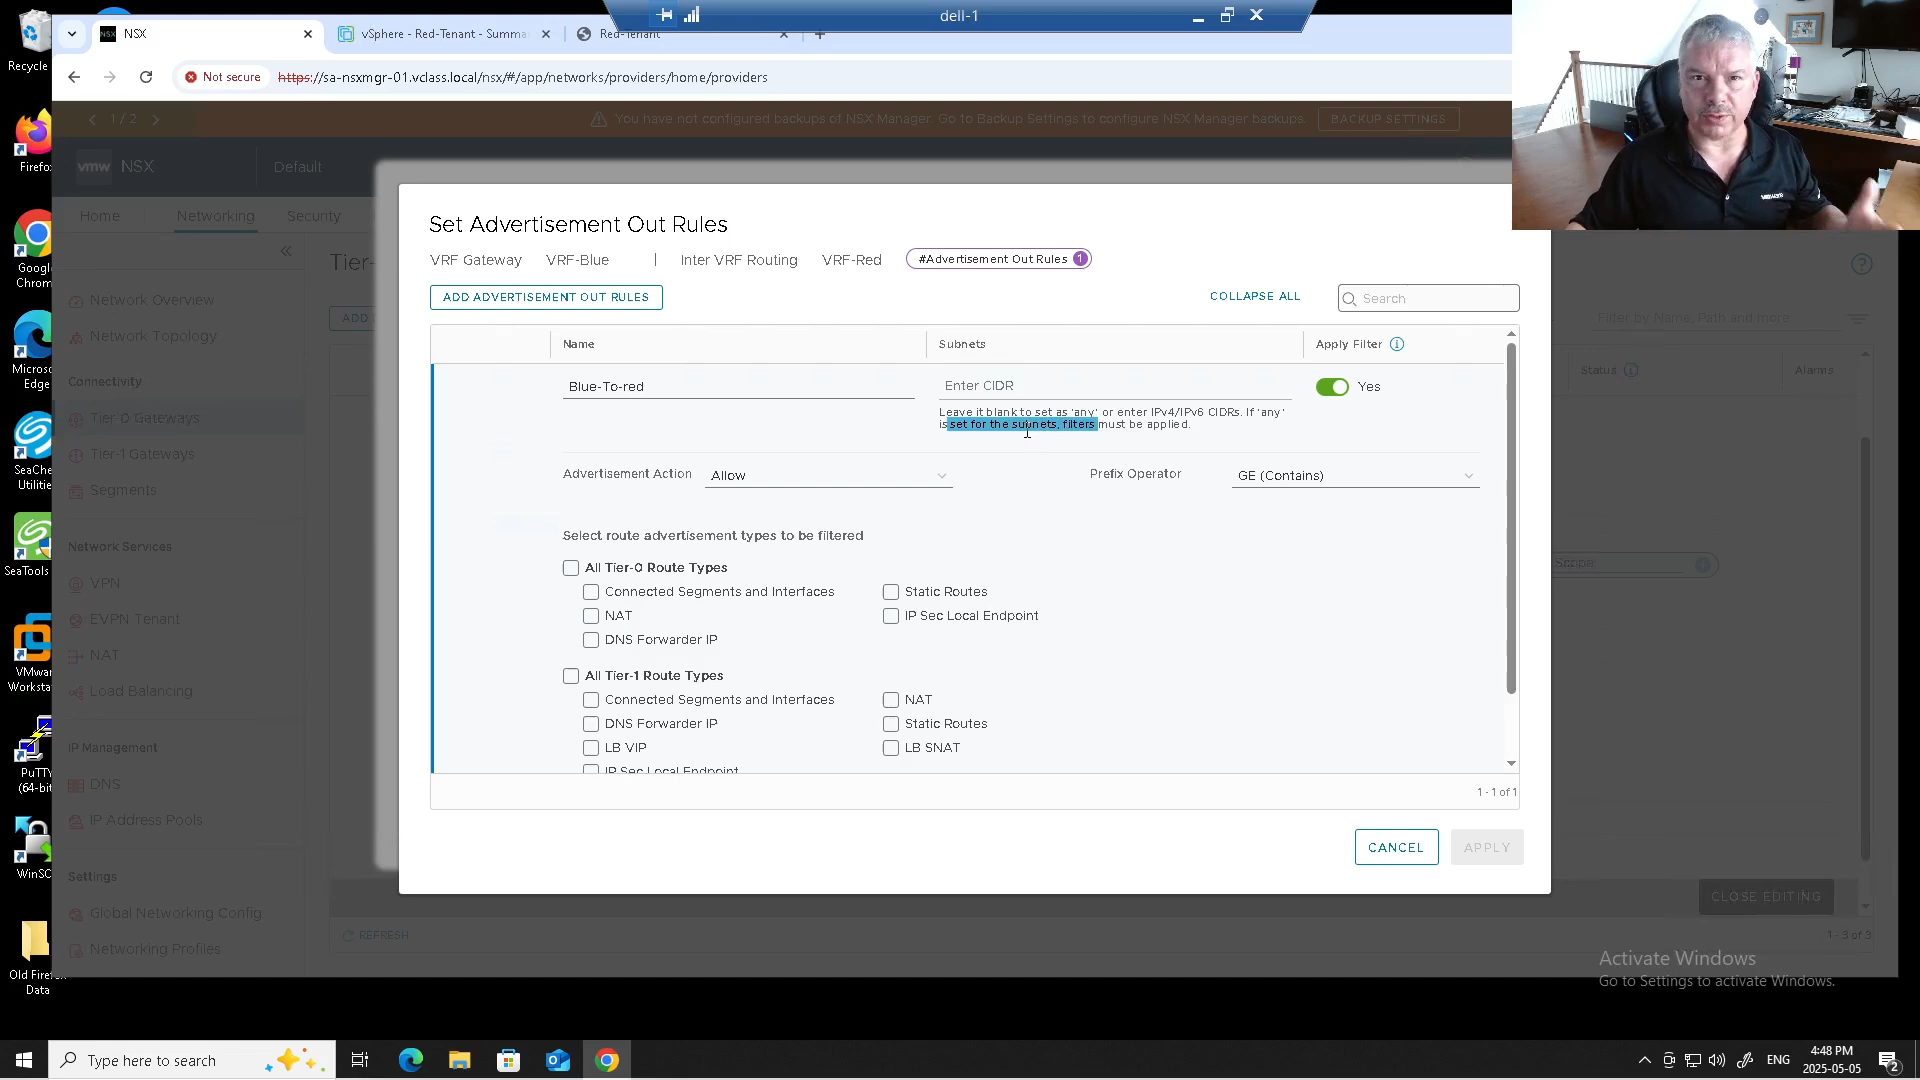 dell-1
NSX
vSphere - Red-Tenant - Summa
Red-Tenant
Not secure
https://sa-nsxmgr-01.vclass.local/nsx/#/app/networks/providers/home/providers
1 / 2
You have not configured backups of NSX Manager. Go to Backup Settings to configure NSX Manager backups.
BACKUP SETTINGS
vmw NSX
Default
Home
Networking
Security
Tier-
Network Overview
Network Topology
Connectivity
Tier-0 Gateways
Tier-1 Gateways
Segments
Network Services
VPN
EVPN Tenant
NAT
Load Balancing
IP Management
DNS
IP Address Pools
Settings
Global Networking Config
Networking Profiles
Set Advertisement Out Rules
VRF Gateway VRF-Blue | Inter VRF Routing VRF-Red #Advertisement Out Rules 1
ADD ADVERTISEMENT OUT RULES
COLLAPSE ALL
Search
Name
Subnets
Apply Filter
Blue-To-red
Enter CIDR
Yes
Leave it blank to set as 'any' or enter IPv4/IPv6 CIDRs. If 'any'
is set for the subnets, filters must be applied.
Advertisement Action
Allow
Prefix Operator
GE (Contains)
Select route advertisement types to be filtered
All Tier-0 Route Types
Connected Segments and Interfaces
Static Routes
NAT
IP Sec Local Endpoint
DNS Forwarder IP
All Tier-1 Route Types
Connected Segments and Interfaces
NAT
DNS Forwarder IP
Static Routes
LB VIP
LB SNAT
IP Sec Local Endpoint
1 - 1 of 1
CANCEL
APPLY
ADD
Filter by Name, Path and more
Status
Alarms
Scope
CLOSE EDITING
REFRESH
1 - 3 of 3
Activate Windows
Go to Settings to activate Windows.
Recycle
Firefo
Google
Chrom
Micros
Edge
SeaChe
Utilitie
SeaTools
VMwar
Worksta
PuTTY
(64-bit
WinSC
Old Firef
Data
Type here to search
ENG
4:48 PM
2025-05-05
2